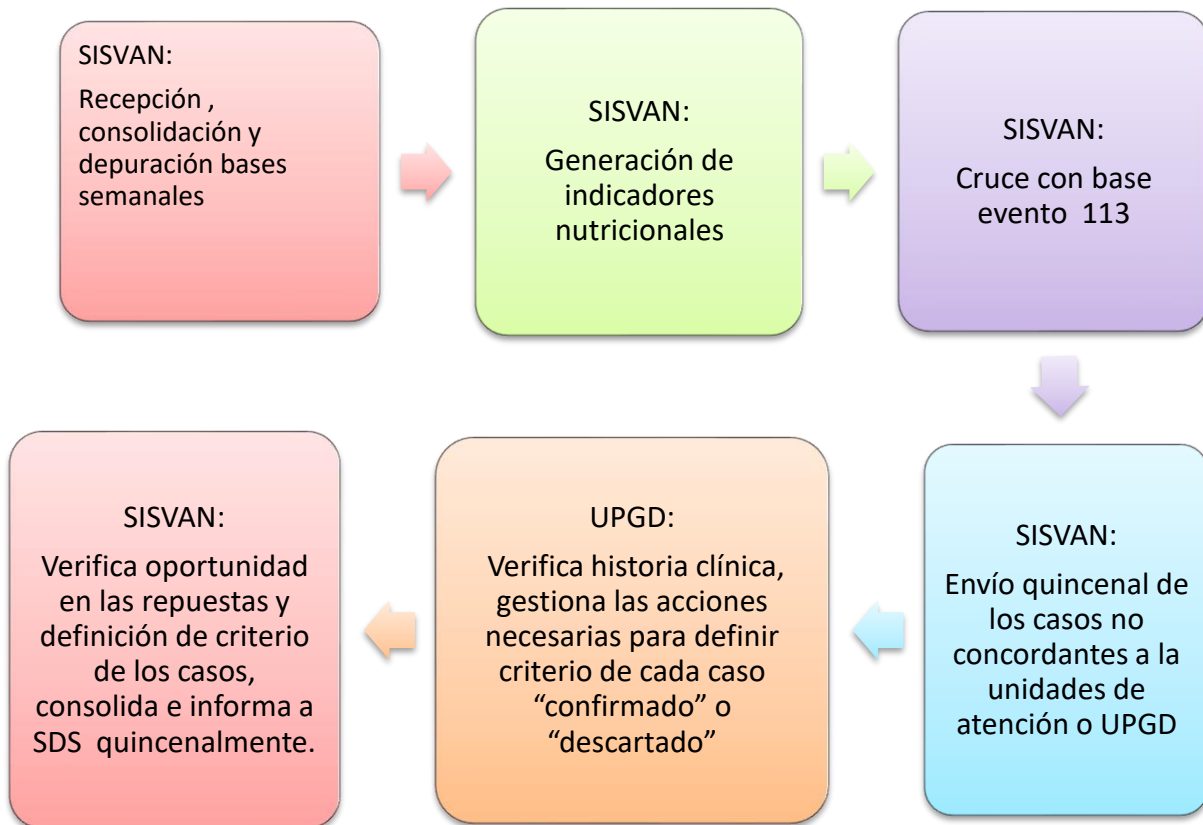 SISVAN:
Recepción ,
consolidación y
depuración bases
semanales
SISVAN:
Generación de
indicadores
nutricionales
SISVAN:
Cruce con base
evento 113
SISVAN:
Envío quincenal de
los casos no
concordantes a la
unidades de
atención o UPGD
UPGD:
Verifica historia clínica,
gestiona las acciones
necesarias para definir
criterio de cada caso
“confirmado” o
“descartado”
SISVAN:
Verifica oportunidad
en las repuestas y
definición de criterio
de los casos,
consolida e informa a
SDS quincenalmente.